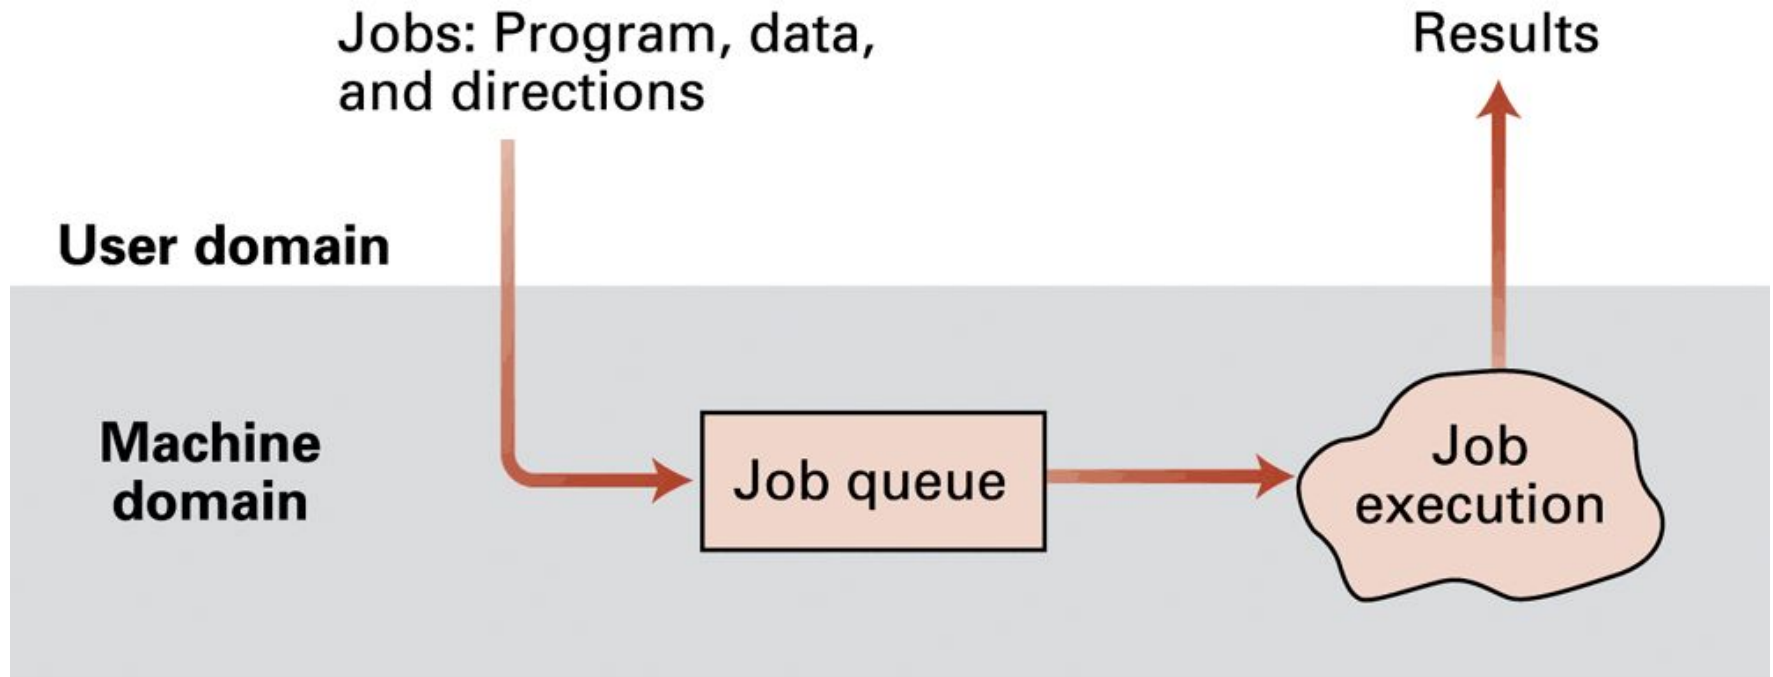 Jobs: Program, data,
and directions
Results
User domain
Machine
domain
Job queue
Job
execution